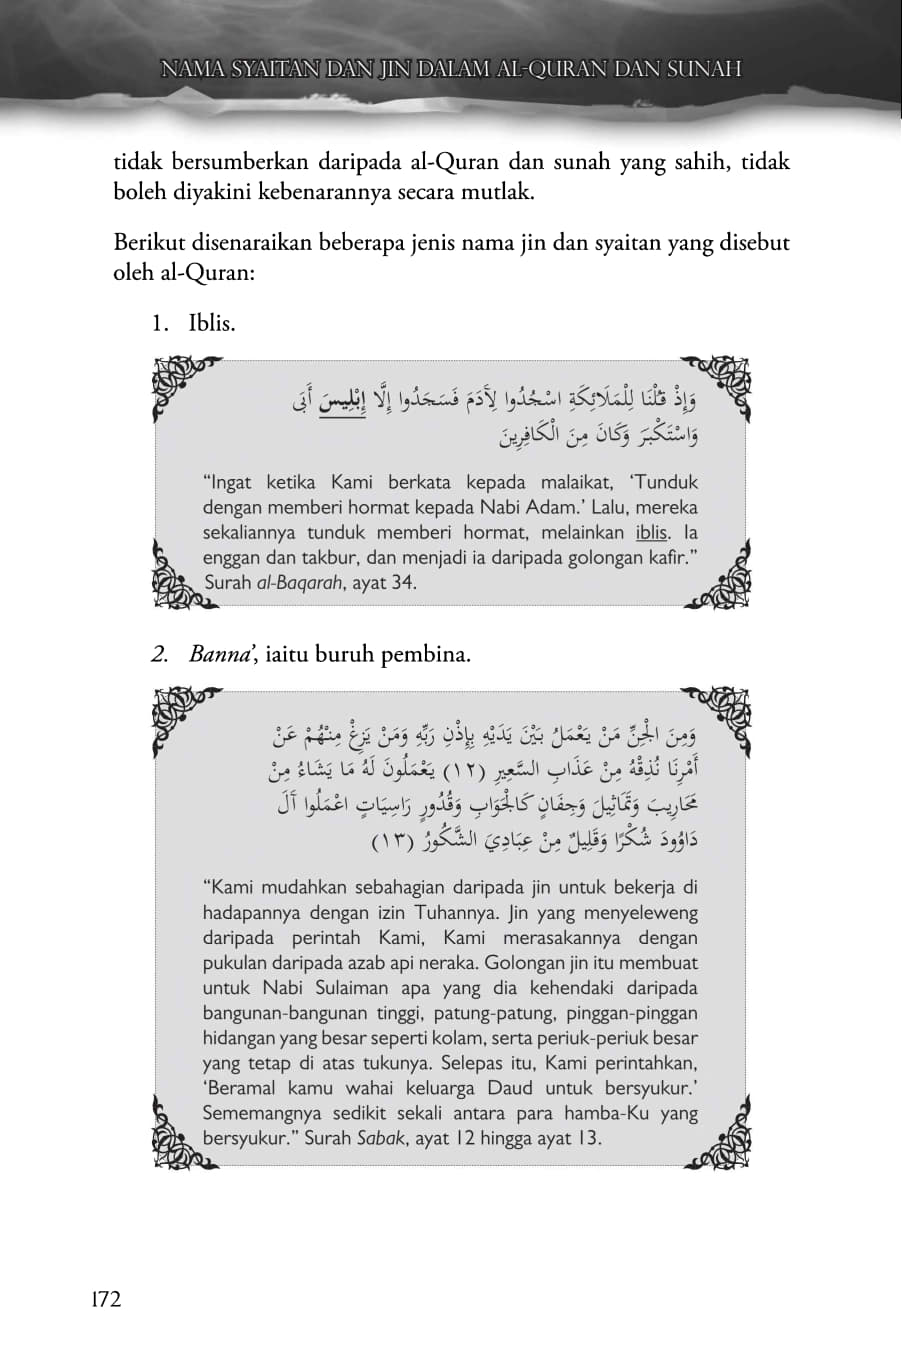 NAMA SYAITAN DAN JIN DALAM AL-QURAN DAN SUNAH
tidak bersumberkan daripada al-Quran dan sunah yang sahih, tidak
boleh diyakini kebenarannya secara mutlak.
Berikut disenaraikan beberapa jenis nama jin dan syaitan yang disebut
oleh al-Quran:
1. Iblis.
وَإِذْ قُلْنَا لِلْمَلَائِكَةِ اسْجُدُوا لِآَدَمَ فَسَجَدُوا إِلَّا إِبْلِيسَ أَبَى
وَاسْتَكْبَرَ وَكَانَ مِنَ الْكَافِرِينَ
“Ingat ketika Kami berkata kepada malaikat, ‘Tunduk
dengan memberi hormat kepada Nabi Adam.’ Lalu, mereka
sekaliannya tunduk memberi hormat, melainkan iblis. Ia
enggan dan takbur, dan menjadi ia daripada golongan kafir.”
Surah al-Baqarah, ayat 34.
2. Banna’, iaitu buruh pembina.
وَمِنَ الْجِنِّ مَنْ يَعْمَلُ بَيْنَ يَدَيْهِ بِإِذْنِ رَبِّهِ وَمَنْ يَزِغْ مِنْهُمْ عَنْ
أَمْرِنَا نُذِقْهُ مِنْ عَذَابِ السَّعِيرِ (١٢) يَعْمَلُونَ لَهُ مَا يَشَاءُ مِنْ
مَحَارِيبَ وَتَمَاثِيلَ وَجِفَانٍ كَالْجَوَابِ وَقُدُورٍ رَاسِيَاتٍ اعْمَلُوا آَلَ
دَاوُودَ شُكْرًا وَقَلِيلٌ مِنْ عِبَادِيَ الشَّكُورُ (١٣)
“Kami mudahkan sebahagian daripada jin untuk bekerja di
hadapannya dengan izin Tuhannya. Jin yang menyeleweng
daripada perintah Kami, Kami merasakannya dengan
pukulan daripada azab api neraka. Golongan jin itu membuat
untuk Nabi Sulaiman apa yang dia kehendaki daripada
bangunan-bangunan tinggi, patung-patung, pinggan-pinggan
hidangan yang besar seperti kolam, serta periuk-periuk besar
yang tetap di atas tukunya. Selepas itu, Kami perintahkan,
‘Beramal kamu wahai keluarga Daud untuk bersyukur.’
Sememangnya sedikit sekali antara para hamba-Ku yang
bersyukur.” Surah Sabak, ayat 12 hingga ayat 13.
172